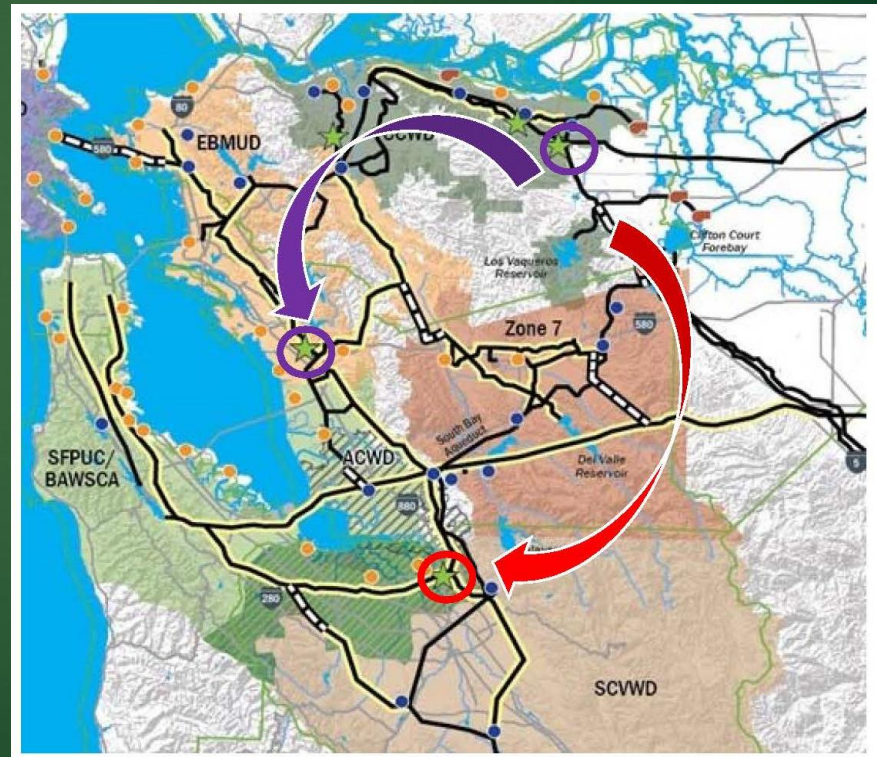 80
EBMUD
CCWD
580
Clifton Court
Forebay
Los Vaqueros
Reservoir
Zone 7
580
South Bay
Aqueduct
SFPUC/
BAWSCA
ACWD
Del Valle
Reservoir
5
880
280
SCVWD